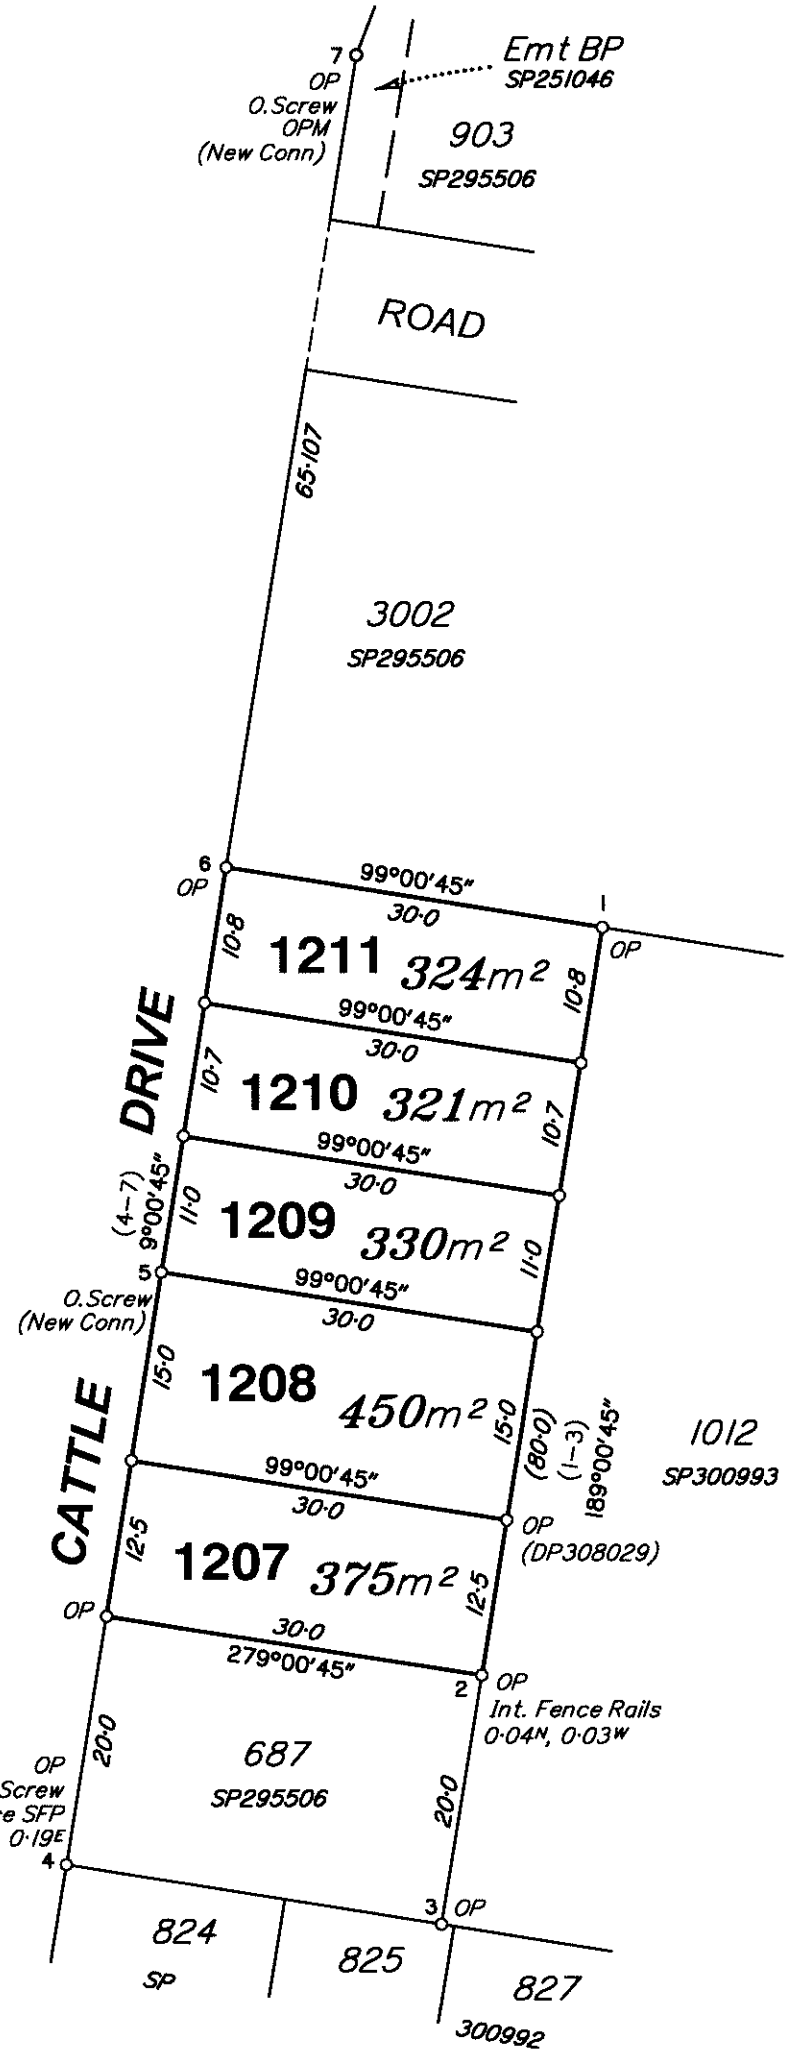 7
OP
O.Screw
OPM
(New Conn)
Emt BP
SP251046
903
SP295506
ROAD
65·107
3002
SP295506
6
OP
99°00'45"
30·0
1
OP
10·8
1211 324m²
10·8
DRIVE
99°00'45"
30·0
10·7
1210 321m²
10·7
(4–7)
9°00'45"
99°00'45"
30·0
11·0
1209 330m²
11·0
5
O.Screw
(New Conn)
99°00'45"
30·0
15·0
1208 450m²
15·0
(80·0)
(1–3)
189°00'45"
1012
SP300993
CATTLE
99°00'45"
30·0
OP
(DP308029)
12·5
1207 375m²
12·5
OP
30·0
279°00'45"
2
OP
Int. Fence Rails
0·04N, 0·03W
20·0
687
SP295506
20·0
OP
Screw
SFP
0·19E
4
3
OP
824
SP
825
827
300992